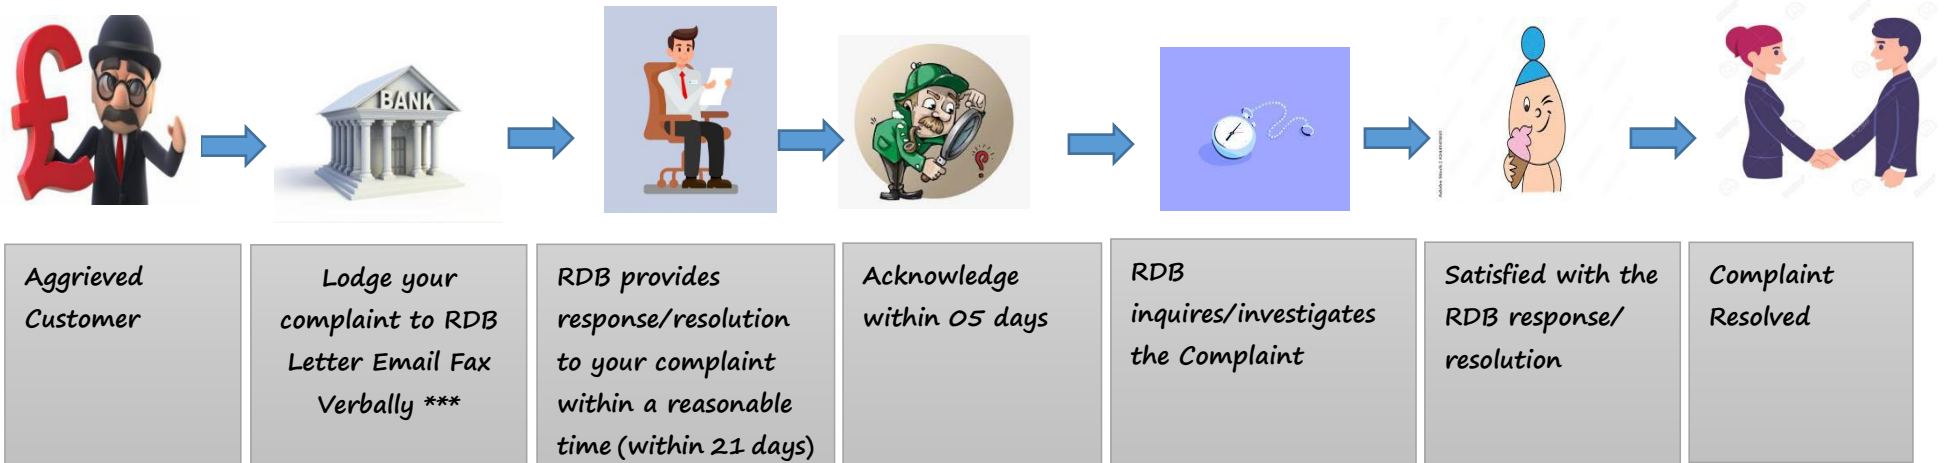 BANK
Aggrieved
Customer
Lodge your
complaint to RDB
Letter Email Fax
Verbally ***
RDB provides
response/resolution
to your complaint
within a reasonable
time (within 21 days)
Acknowledge
within 05 days
RDB
inquires/investigates
the Complaint
Satisfied with the
RDB response/
resolution
Complaint
Resolved